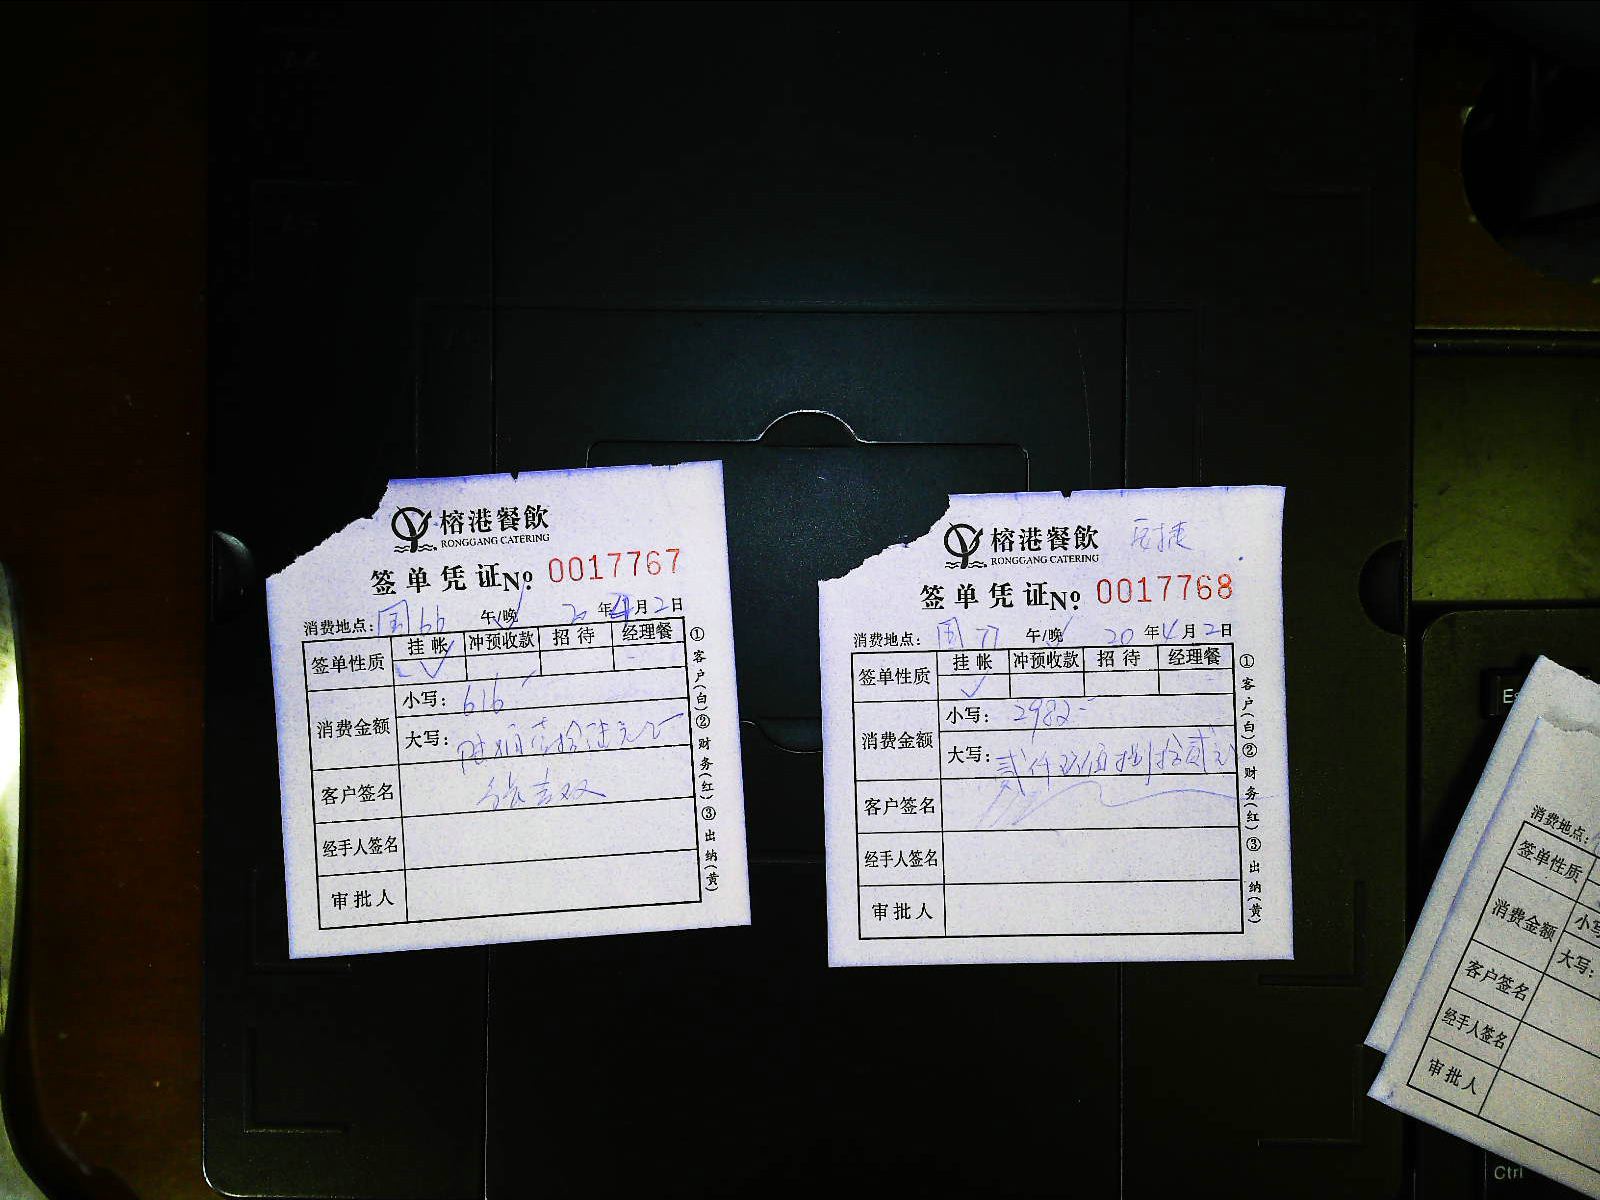 榕港餐飲
RONGGANG CATERING
签单凭证 № 0017767
消费地点: 国66 午/晚 20 年 4 月 2 日
签单性质 挂帐 冲预收款 招待 经理餐
消费金额 小写: 616
大写: 陆佰壹拾陆元
客户签名
经手人签名
审批人
①客户(白)②财务(红)③出纳(黄)
榕港餐飲
RONGGANG CATERING
签单凭证 № 0017768
消费地点: 国77 午/晚 20 年 4 月 2 日
签单性质 挂帐 冲预收款 招待 经理餐
消费金额 小写: 2982
大写: 贰仟玖佰捌拾贰元
客户签名
经手人签名
审批人
①客户(白)②财务(红)③出纳(黄)
消费地点:
签单性质
消费金额 小写
大写:
客户签名
经手人签名
审批人
Es
Ctrl